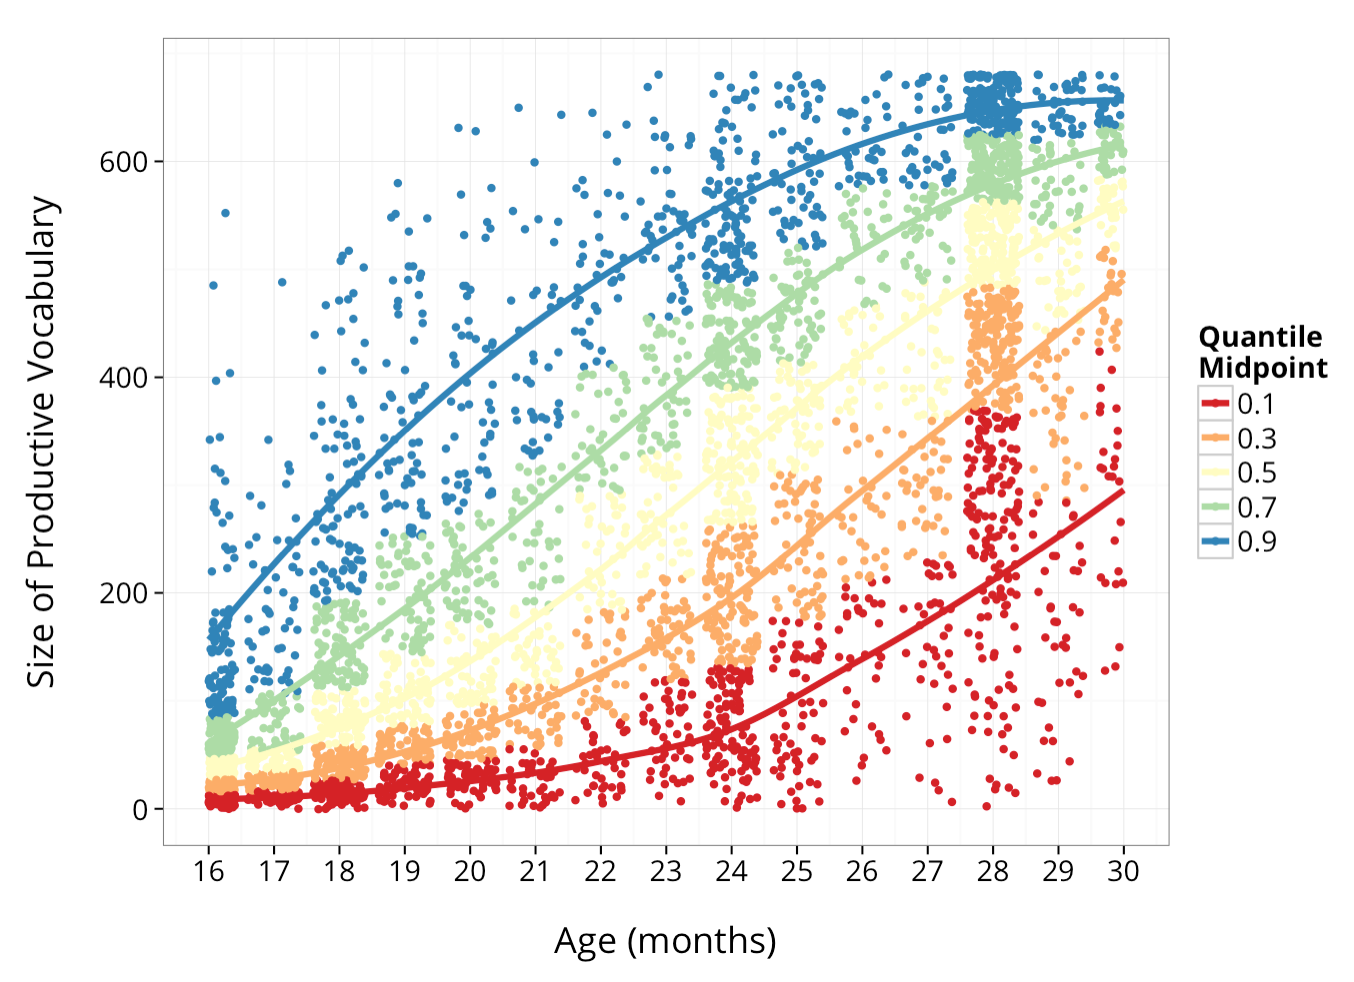 Size of Productive Vocabulary
600
400
200
0
16 17 18 19 20 21 22 23 24 25 26 27 28 29 30
Age (months)
Quantile
Midpoint
0.1
0.3
0.5
0.7
0.9